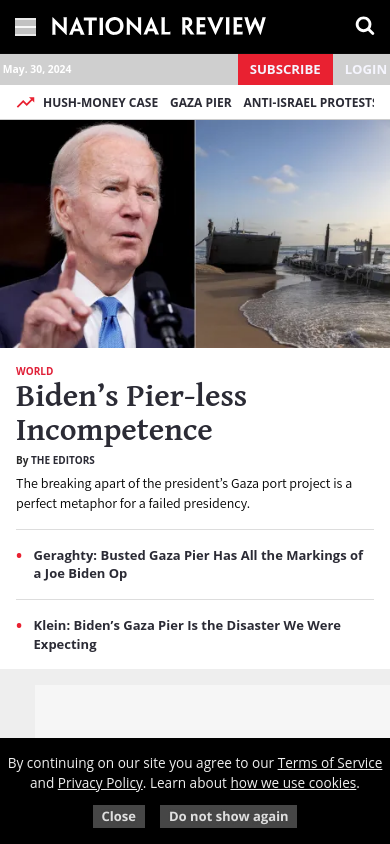 NATIONAL REVIEW
May. 30, 2024
SUBSCRIBE
LOGIN
HUSH-MONEY CASE GAZA PIER ANTI-ISRAEL PROTESTS
WORLD
Biden’s Pier-less
Incompetence
By THE EDITORS
The breaking apart of the president’s Gaza port project is a
perfect metaphor for a failed presidency.
Geraghty: Busted Gaza Pier Has All the Markings of
a Joe Biden Op
Klein: Biden’s Gaza Pier Is the Disaster We Were
Expecting
By continuing on our site you agree to our Terms of Service
and Privacy Policy. Learn about how we use cookies.
Close
Do not show again